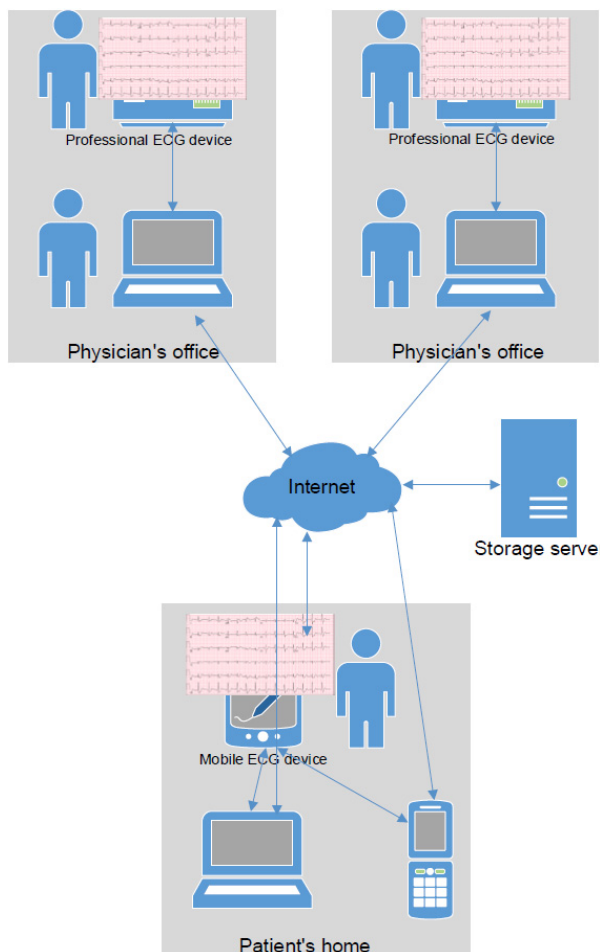 Professional ECG device
Professional ECG device
Physician's office
Physician's office
Internet
Storage serve
Mobile ECG device
Patient's home